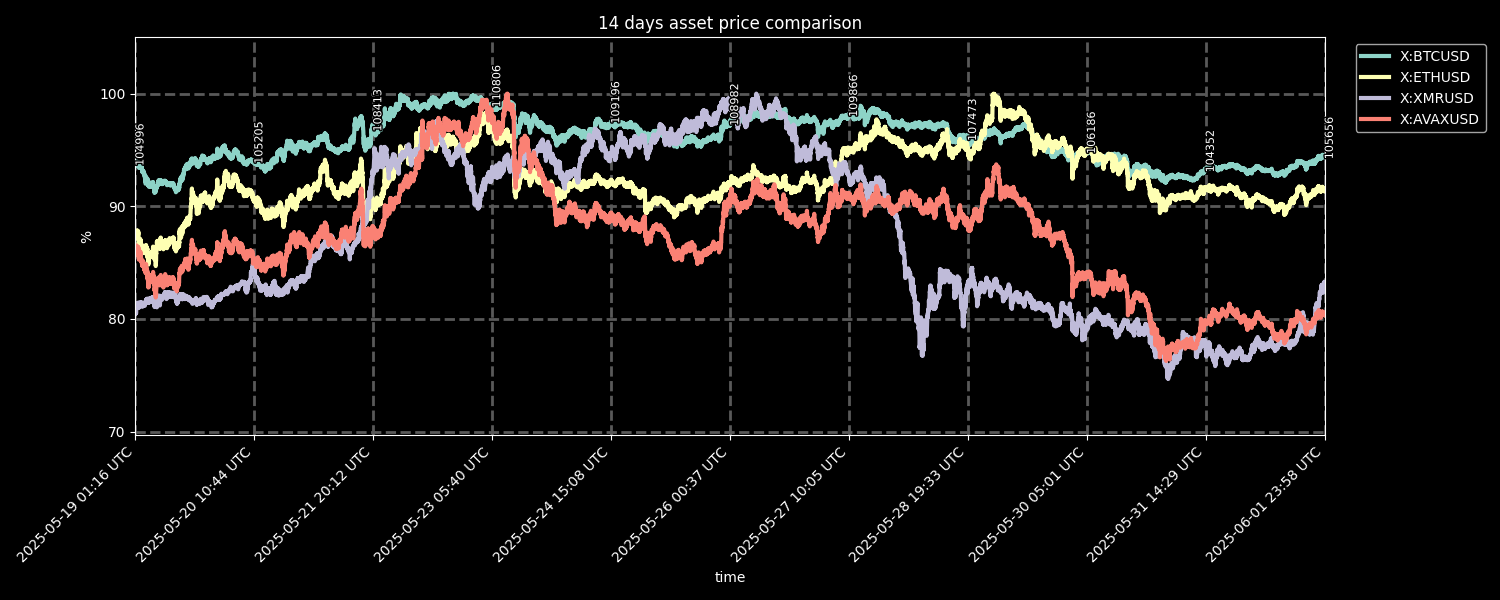 14 days asset price comparison
X:BTCUSD
X:ETHUSD
X:XMRUSD
X:AVAXUSD
100
90
80
70
%
104996
105205
108413
110806
109196
108982
109866
107473
106186
104352
105656
2025-05-19 01:16 UTC
2025-05-20 10:44 UTC
2025-05-21 20:12 UTC
2025-05-23 05:40 UTC
2025-05-24 15:08 UTC
2025-05-26 00:37 UTC
2025-05-27 10:05 UTC
2025-05-28 19:33 UTC
2025-05-30 05:01 UTC
2025-05-31 14:29 UTC
2025-06-01 23:58 UTC
time